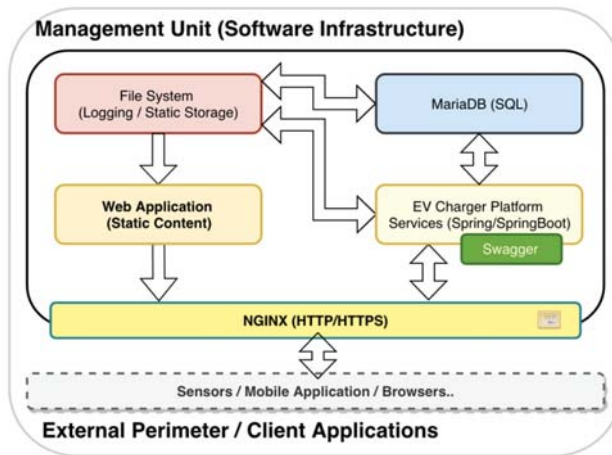 Management Unit (Software Infrastructure)
File System
(Logging / Static Storage)
MariaDB (SQL)
Web Application
(Static Content)
EV Charger Platform
Services (Spring/SpringBoot)
Swagger
NGINX (HTTP/HTTPS)
Sensors / Mobile Application / Browsers..
External Perimeter / Client Applications